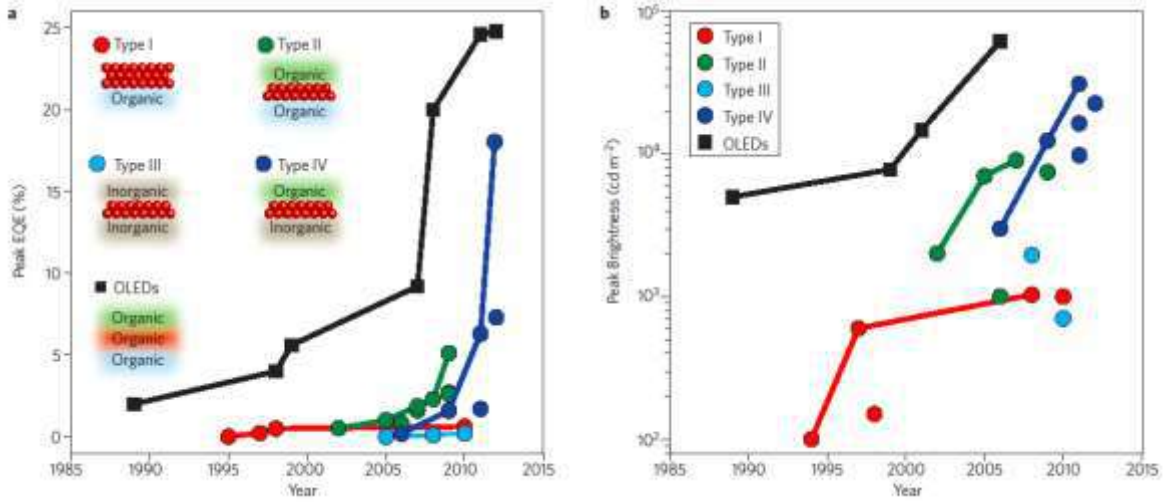 a
25
20
15
10
5
0
Peak EQE (%)
Type I
Organic
Type II
Organic
Organic
Type III
Inorganic
Inorganic
Type IV
Organic
Inorganic
OLEDs
Organic
Organic
Organic
1985 1990 1995 2000 2005 2010 2015
Year
b
10⁵
10⁴
10³
10²
Peak Brightness (cd m⁻²)
Type I
Type II
Type III
Type IV
OLEDs
1985 1990 1995 2000 2005 2010 2015
Year